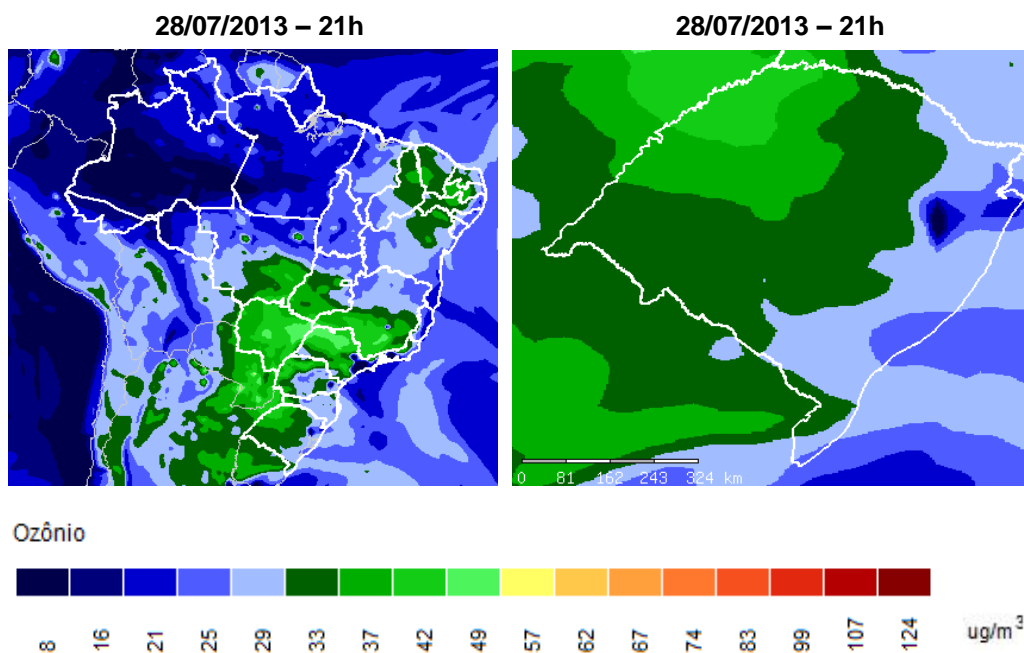 28/07/2013 – 21h
28/07/2013 – 21h
0 81 162 243 324 km
Ozônio
8 16 21 25 29 33 37 42 49 57 62 67 74 83 99 107 124 ug/m³